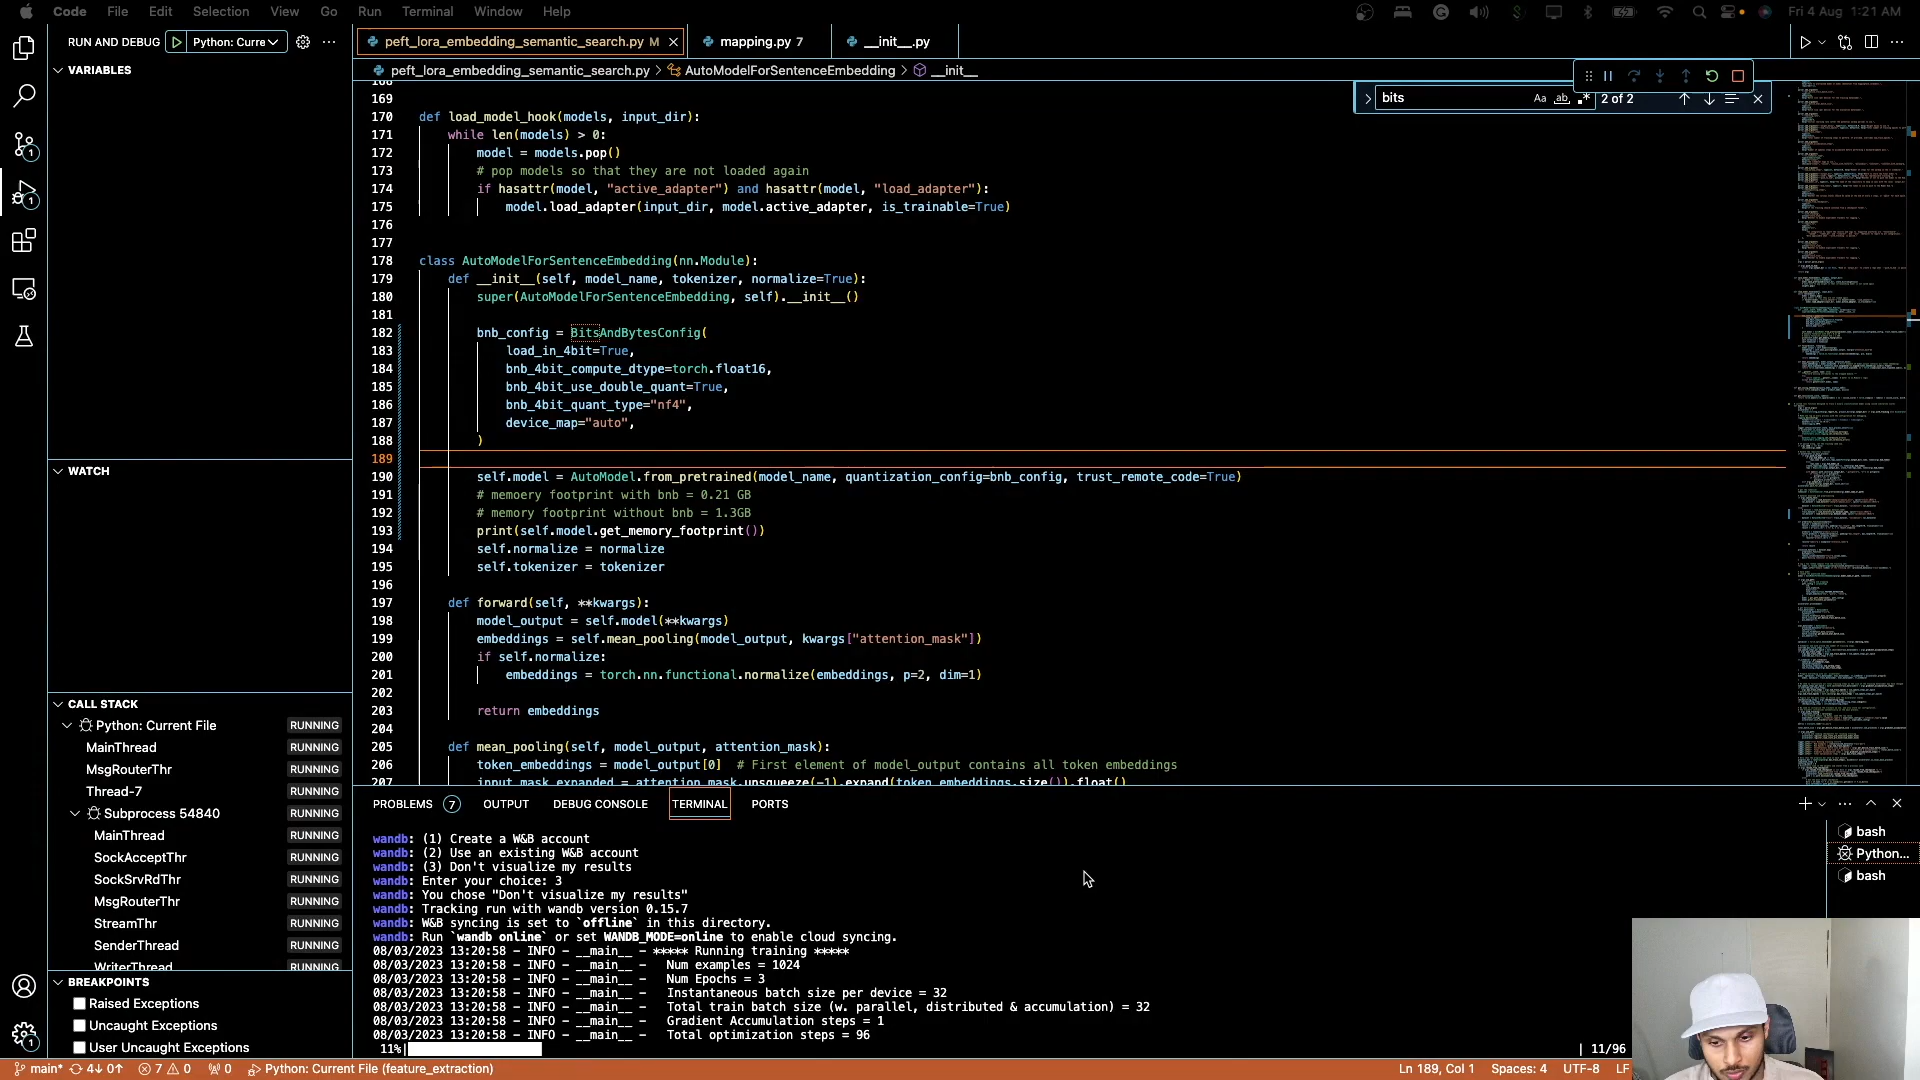 Code File Edit Selection View Go Run Terminal Window Help Fri 4 Aug 1:21 AM
RUN AND DEBUG Python: Curre
peft_lora_embedding_semantic_search.py M mapping.py 7 __init__.py
VARIABLES
peft_lora_embedding_semantic_search.py > AutoModelForSentenceEmbedding > __init__
bits Aa ab .* 2 of 2
169
170 def load_model_hook(models, input_dir):
171 while len(models) > 0:
172 model = models.pop()
173 # pop models so that they are not loaded again
174 if hasattr(model, "active_adapter") and hasattr(model, "load_adapter"):
175 model.load_adapter(input_dir, model.active_adapter, is_trainable=True)
176
177
178 class AutoModelForSentenceEmbedding(nn.Module):
179 def __init__(self, model_name, tokenizer, normalize=True):
180 super(AutoModelForSentenceEmbedding, self).__init__()
181
182 bnb_config = BitsAndBytesConfig(
183 load_in_4bit=True,
184 bnb_4bit_compute_dtype=torch.float16,
185 bnb_4bit_use_double_quant=True,
186 bnb_4bit_quant_type="nf4",
187 device_map="auto",
188 )
189
190 self.model = AutoModel.from_pretrained(model_name, quantization_config=bnb_config, trust_remote_code=True)
191 # memoery footprint with bnb = 0.21 GB
192 # memory footprint without bnb = 1.3GB
193 print(self.model.get_memory_footprint())
194 self.normalize = normalize
195 self.tokenizer = tokenizer
196
197 def forward(self, **kwargs):
198 model_output = self.model(**kwargs)
199 embeddings = self.mean_pooling(model_output, kwargs["attention_mask"])
200 if self.normalize:
201 embeddings = torch.nn.functional.normalize(embeddings, p=2, dim=1)
202
203 return embeddings
204
205 def mean_pooling(self, model_output, attention_mask):
206 token_embeddings = model_output[0] # First element of model_output contains all token embeddings
207 input_mask_expanded = attention_mask.unsqueeze(-1).expand(token_embeddings.size()).float()
WATCH
CALL STACK
Python: Current File RUNNING
MainThread RUNNING
MsgRouterThr RUNNING
Thread-7 RUNNING
Subprocess 54840 RUNNING
MainThread RUNNING
SockAcceptThr RUNNING
SockSrvRdThr RUNNING
MsgRouterThr RUNNING
StreamThr RUNNING
SenderThread RUNNING
WriterThread RUNNING
BREAKPOINTS
Raised Exceptions
Uncaught Exceptions
User Uncaught Exceptions
PROBLEMS 7 OUTPUT DEBUG CONSOLE TERMINAL PORTS
wandb: (1) Create a W&B account
wandb: (2) Use an existing W&B account
wandb: (3) Don't visualize my results
wandb: Enter your choice: 3
wandb: You chose "Don't visualize my results"
wandb: Tracking run with wandb version 0.15.7
wandb: W&B syncing is set to `offline` in this directory.
wandb: Run `wandb online` or set WANDB_MODE=online to enable cloud syncing.
08/03/2023 13:20:58 - INFO - __main__ - ***** Running training *****
08/03/2023 13:20:58 - INFO - __main__ - Num examples = 1024
08/03/2023 13:20:58 - INFO - __main__ - Num Epochs = 3
08/03/2023 13:20:58 - INFO - __main__ - Instantaneous batch size per device = 32
08/03/2023 13:20:58 - INFO - __main__ - Total train batch size (w. parallel, distributed & accumulation) = 32
08/03/2023 13:20:58 - INFO - __main__ - Gradient Accumulation steps = 1
08/03/2023 13:20:58 - INFO - __main__ - Total optimization steps = 96
11%| | 11/96
bash
Python...
bash
main* 4↓ 0↑ 7 0 0 Python: Current File (feature_extraction) Ln 189, Col 1 Spaces: 4 UTF-8 LF